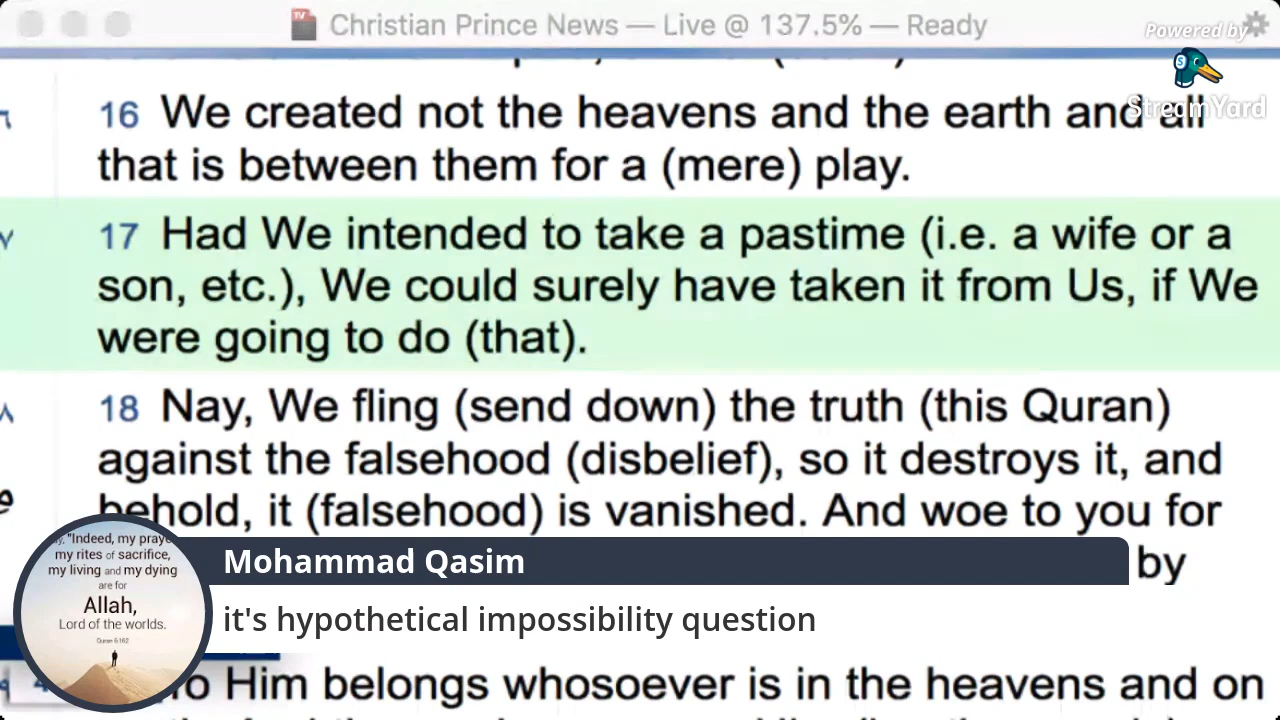 Christian Prince News — Live @ 137.5% — Ready
Powered by
StreamYard
16 We created not the heavens and the earth and all
that is between them for a (mere) play.
17 Had We intended to take a pastime (i.e. a wife or a
son, etc.), We could surely have taken it from Us, if We
were going to do (that).
18 Nay, We fling (send down) the truth (this Quran)
against the falsehood (disbelief), so it destroys it, and
behold, it (falsehood) is vanished. And woe to you for
by
"Indeed, my praye
my rites of sacrifice,
my living and my dying
are for
Allah,
Lord of the worlds.
Quran 6:162
Mohammad Qasim
it's hypothetical impossibility question
Him belongs whosoever is in the heavens and on